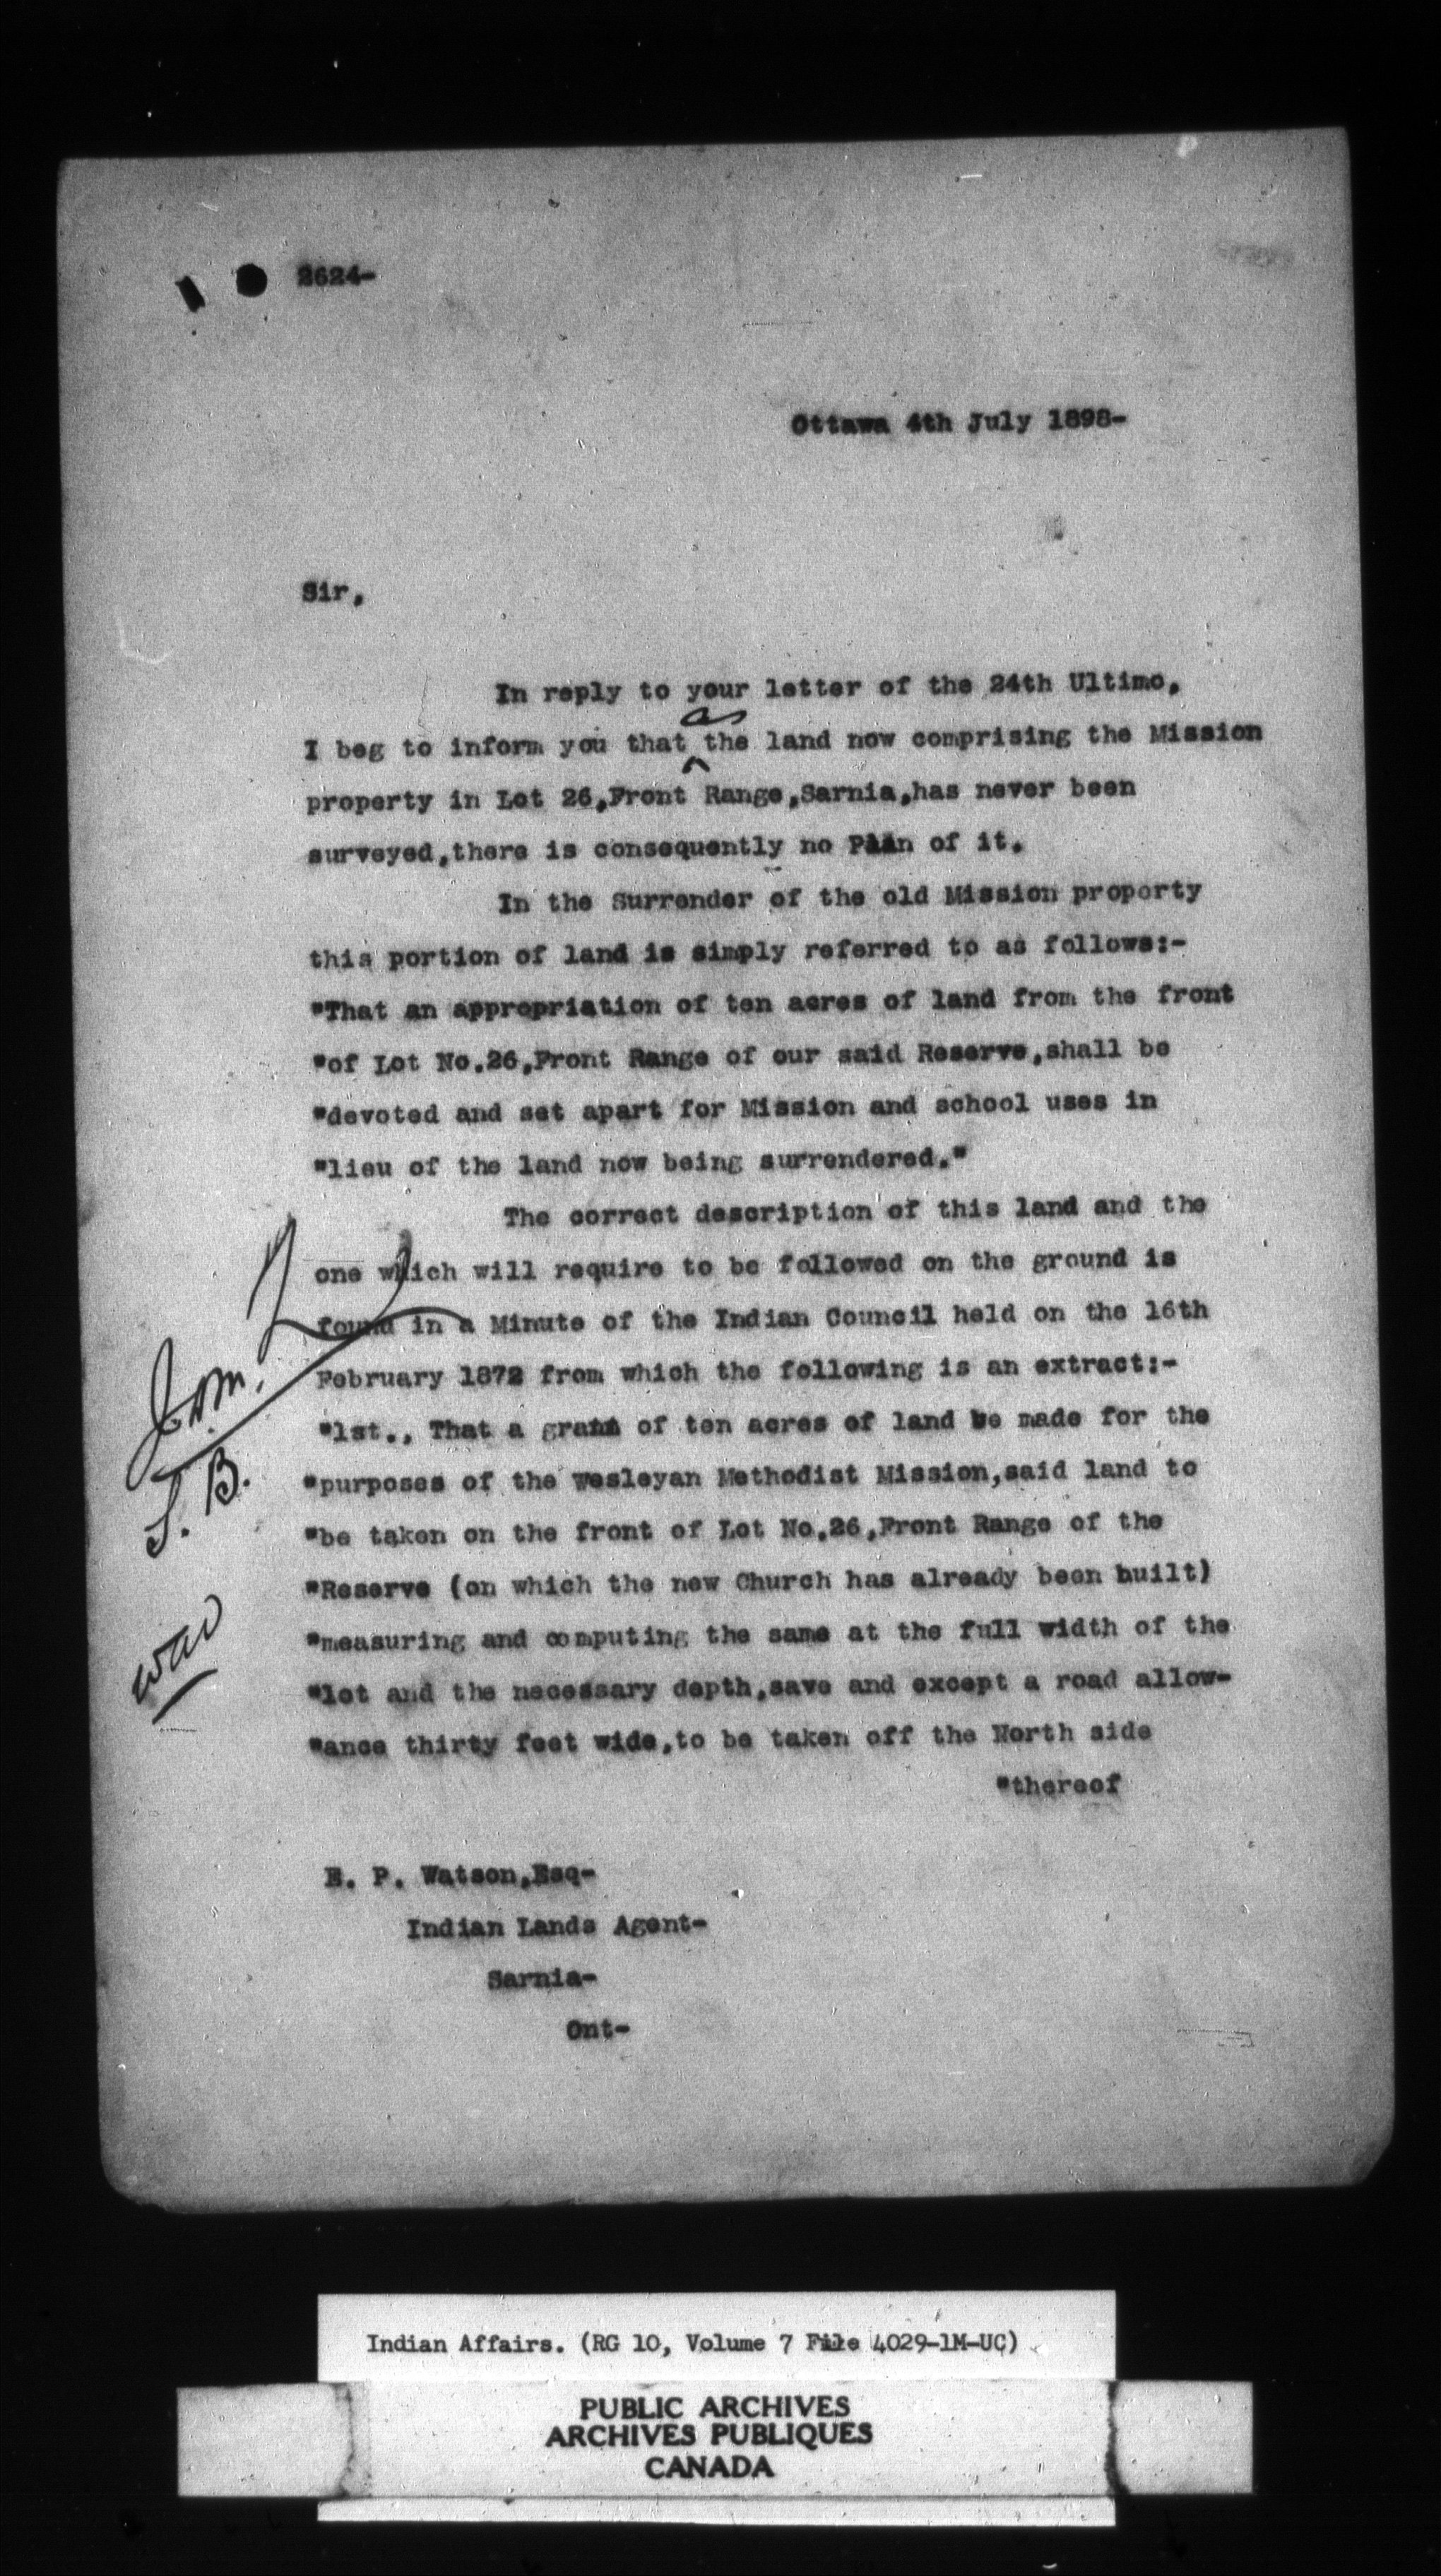 2624-
Ottawa 4th July 1898-
Sir,
In reply to your letter of the 24th Ultimo,
as
I beg to inform you that the land now comprising the Mission
property in Lot 26,Front Range,Sarnia,has never been
surveyed,there is consequently no Plan of it.
In the Surrender of the old Mission property
this portion of land is simply referred to as follows:-
"That an appropriation of ten acres of land from the front
"of Lot No.26,Front Range of our said Reserve,shall be
"devoted and set apart for Mission and school uses in
"lieu of the land now being surrendered."
The correct description of this land and the
one which will require to be followed on the ground is
found in a Minute of the Indian Council held on the 16th
February 1872 from which the following is an extract:-
"1st., That a grant of ten acres of land be made for the
"purposes of the Wesleyan Methodist Mission,said land to
"be taken on the front of Lot No.26,Front Range of the
"Reserve (on which the new Church has already been built)
"measuring and computing the same at the full width of the
"lot and the necessary depth,save and except a road allow-
"ance thirty feet wide,to be taken off the North side
"thereof
S. B.
E. P. Watson,Esq-
Indian Lands Agent-
Sarnia-
Ont-
Indian Affairs. (RG 10, Volume 7 File 4029-1M-UC)
PUBLIC ARCHIVES
ARCHIVES PUBLIQUES
CANADA